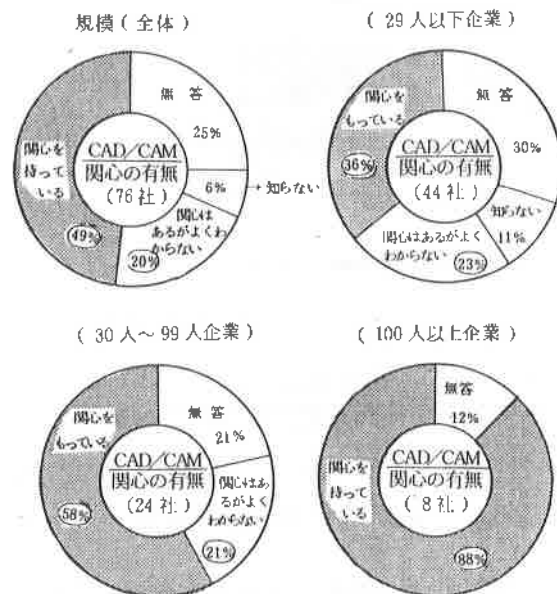 規模(全体)
無答
25%
6%
→知らない
関心は
あるがよくわ
からない
20%
関心を
持って
いる
49%
CAD/CAM
関心の有無
(76社)
(29人以下企業)
無答
30%
知らない
11%
関心はあるがよく
わからない
23%
関心を
もっている
36%
CAD/CAM
関心の有無
(44社)
(30人～99人企業)
無答
21%
関心はあ
るがよく
わからない
21%
関心を
もっている
58%
CAD/CAM
関心の有無
(24社)
(100人以上企業)
無答
12%
関心を
持って
いる
88%
CAD/CAM
関心の有無
(8社)